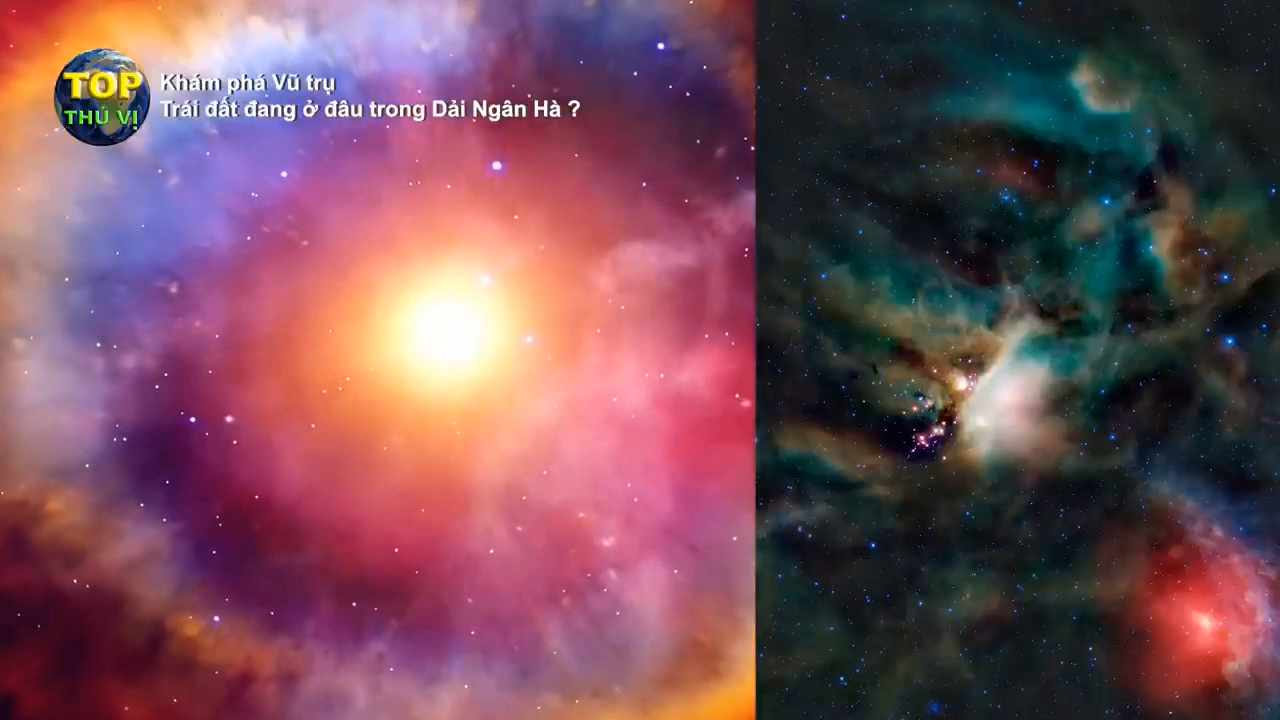 TOP
THÚ VỊ
Khám phá Vũ trụ
Trái đất đang ở đâu trong Dải Ngân Hà ?